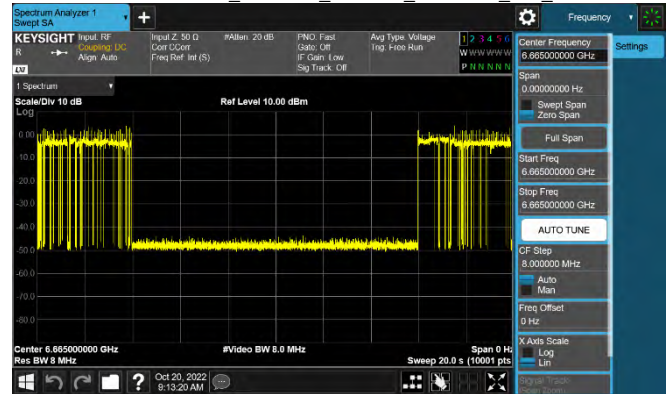 Spectrum Analyzer 1
Swept SA
+
Frequency
KEYSIGHT
Input: RF
Coupling: DC
Align: Auto
R
LXI
Input Z: 50 Ω
Corr CCorr
Freq Ref: Int (S)
#Atten: 20 dB
PNO: Fast
Gate: Off
IF Gain: Low
Sig Track: Off
Avg Type: Voltage
Trig: Free Run
1 2 3 4 5 6
W W W W W W
P N N N N N
1 Spectrum
Scale/Div 10 dB
Ref Level 10.00 dBm
Log
0.00
-10.0
-20.0
-30.0
-40.0
-50.0
-60.0
-70.0
-80.0
Center 6.665000000 GHz
#Video BW 8.0 MHz
Span 0 Hz
Res BW 8 MHz
Sweep 20.0 s (10001 pts
Oct 20, 2022
9:13:20 AM
?
Center Frequency
6.665000000 GHz
Settings
Span
0.00000000 Hz
Swept Span
Zero Span
Full Span
Start Freq
6.665000000 GHz
Stop Freq
6.665000000 GHz
AUTO TUNE
CF Step
8.000000 MHz
Auto
Man
Freq Offset
0 Hz
X Axis Scale
Log
Lin
Signal Track